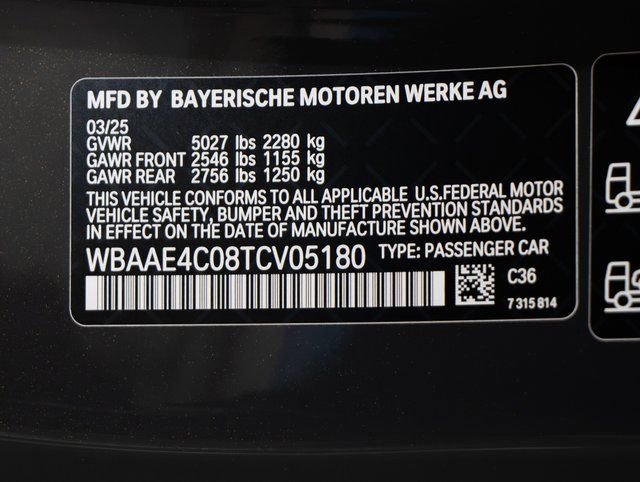 MFD BY BAYERISCHE MOTOREN WERKE AG
03/25
GVWR 5027 lbs 2280 kg
GAWR FRONT 2546 lbs 1155 kg
GAWR REAR 2756 lbs 1250 kg
THIS VEHICLE CONFORMS TO ALL APPLICABLE U.S.FEDERAL MOTOR
VEHICLE SAFETY, BUMPER AND THEFT PREVENTION STANDARDS
IN EFFECT ON THE DATE OF MANUFACTURE SHOWN ABOVE.
WBAAE4C08TCV05180 TYPE: PASSENGER CAR
C36
7 315 814